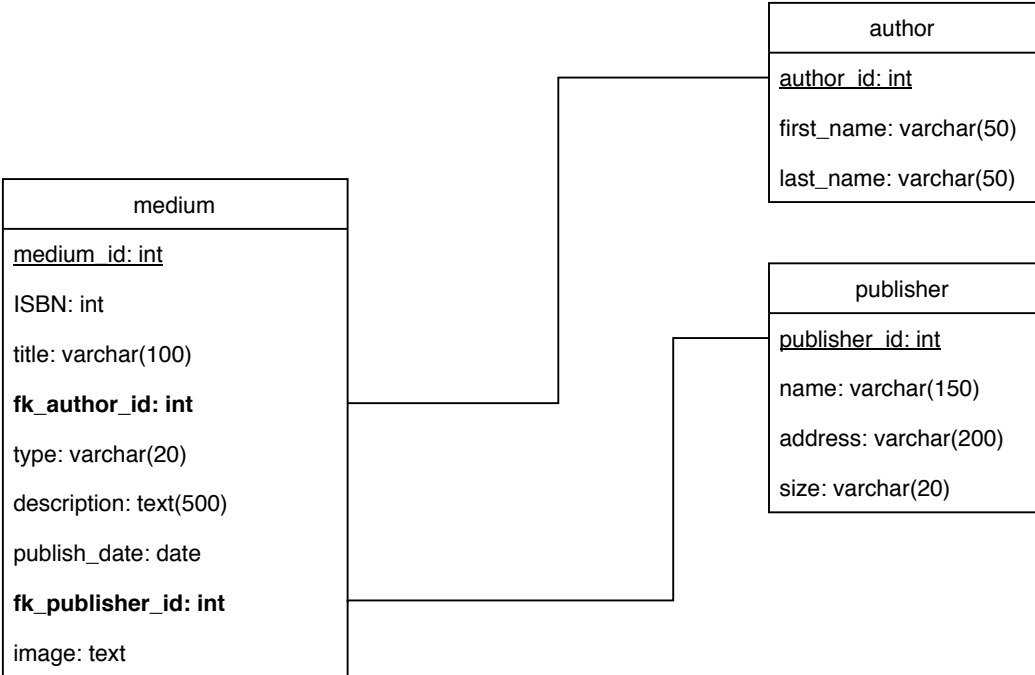 author
author_id: int
first_name: varchar(50)
last_name: varchar(50)
medium
medium_id: int
ISBN: int
title: varchar(100)
fk_author_id: int
type: varchar(20)
description: text(500)
publish_date: date
fk_publisher_id: int
image: text
publisher
publisher_id: int
name: varchar(150)
address: varchar(200)
size: varchar(20)